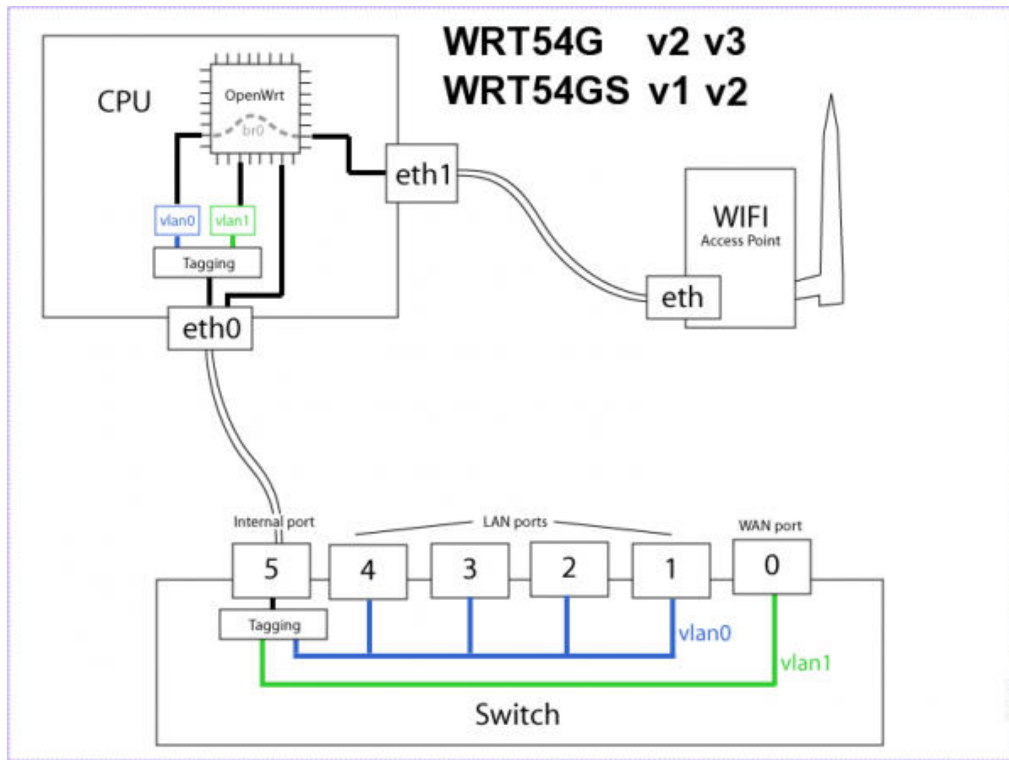 WRT54G v2 v3
WRT54GS v1 v2
CPU
OpenWrt
br0
eth1
vlan0 vlan1
Tagging
eth0
WIFI
Access Point
eth
Internal port
LAN ports
WAN port
5 4 3 2 1 0
Tagging
vlan0
vlan1
Switch